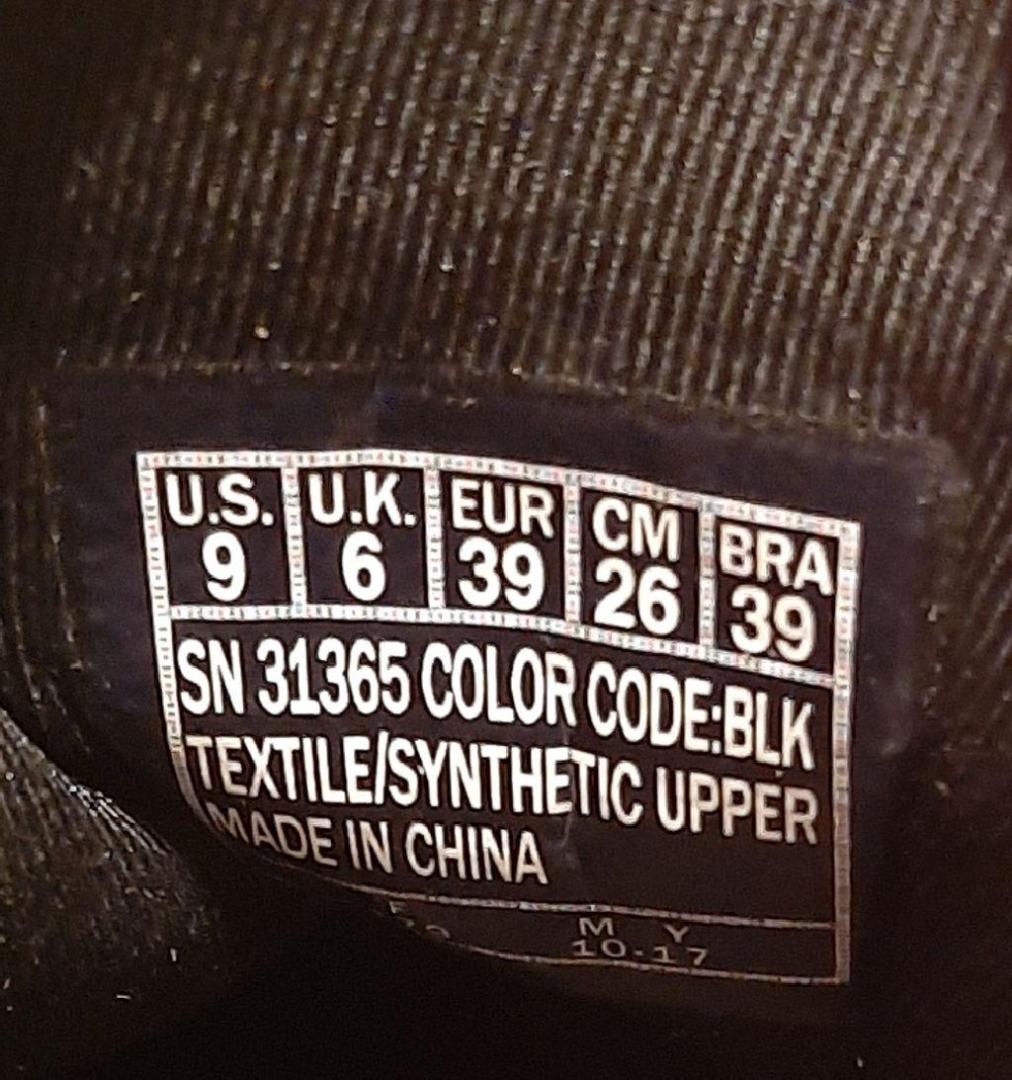 U.S. U.K. EUR CM BRA
9 6 39 26 39
SN 31365 COLOR CODE:BLK
TEXTILE/SYNTHETIC UPPER
MADE IN CHINA
M Y
10-17